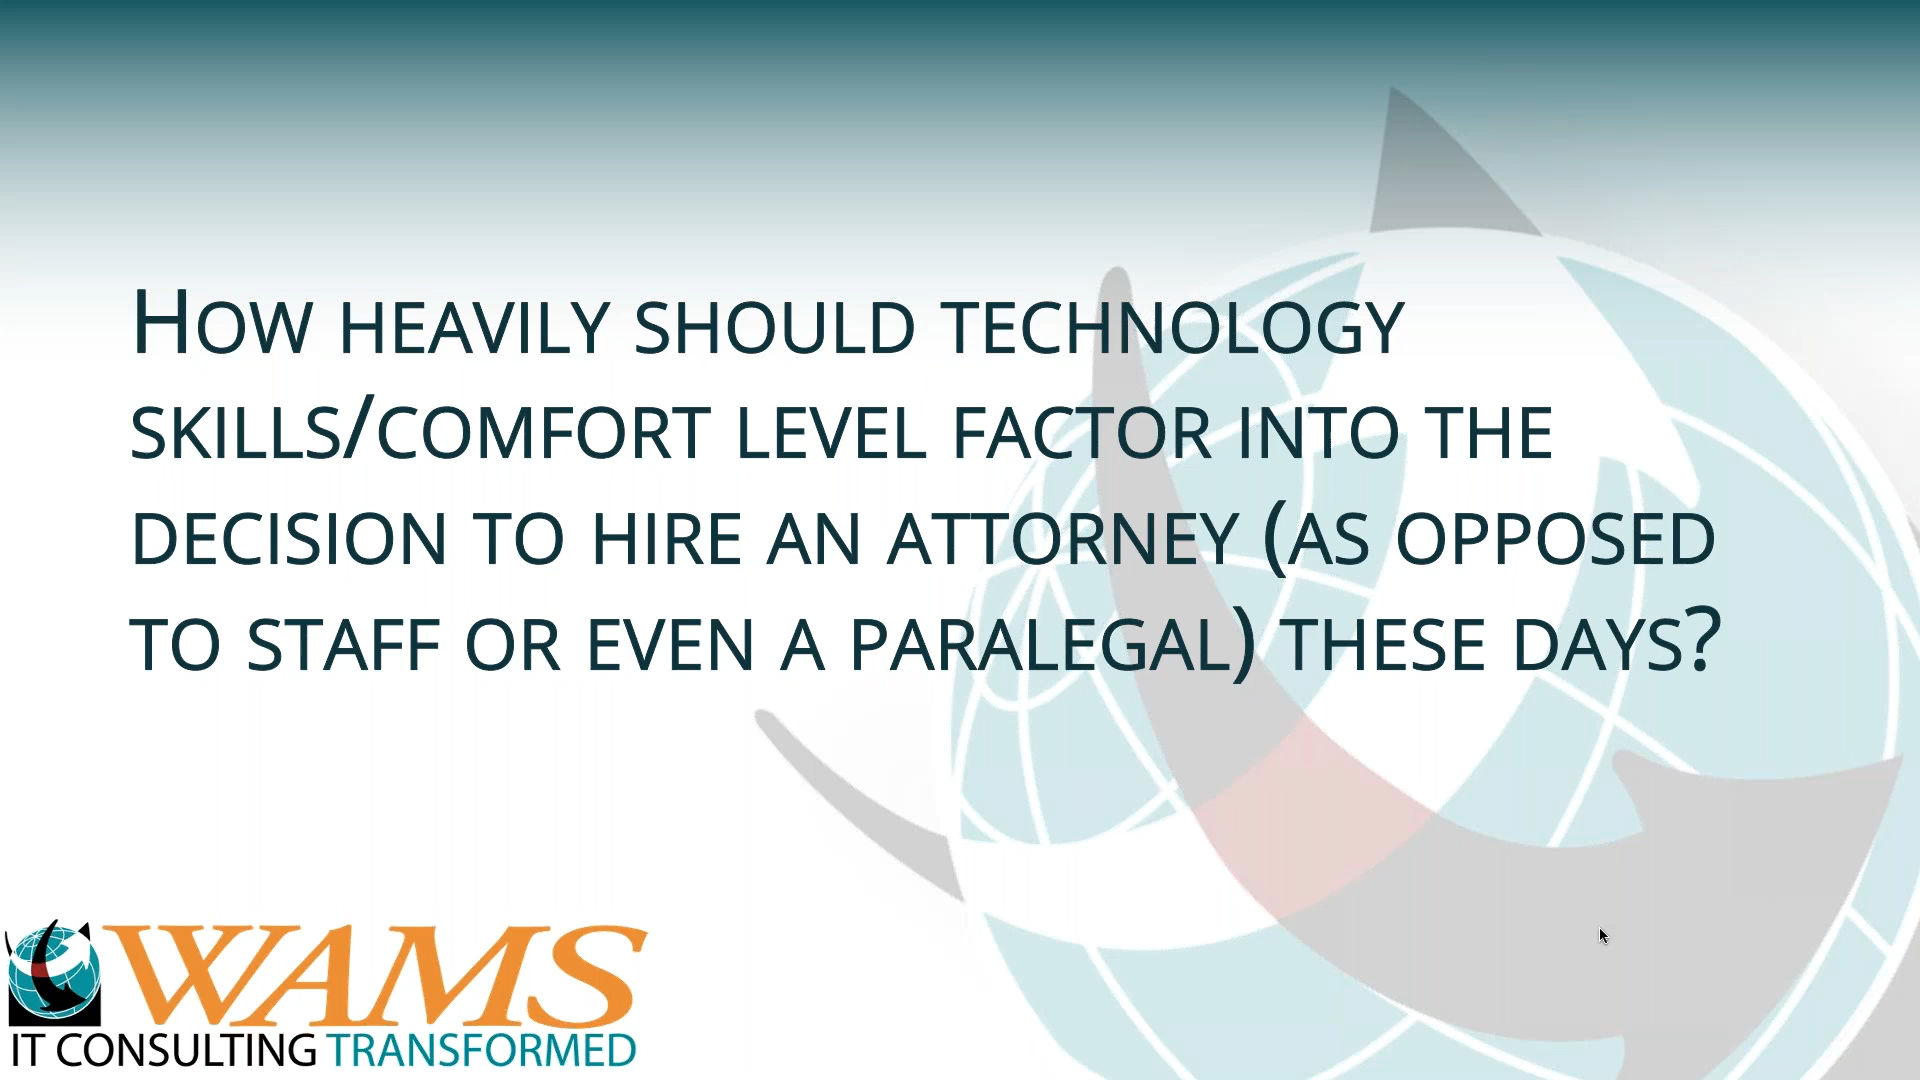 How heavily should technology
skills/comfort level factor into the
decision to hire an attorney (as opposed
to staff or even a paralegal) these days?
WAMS
IT CONSULTING TRANSFORMED